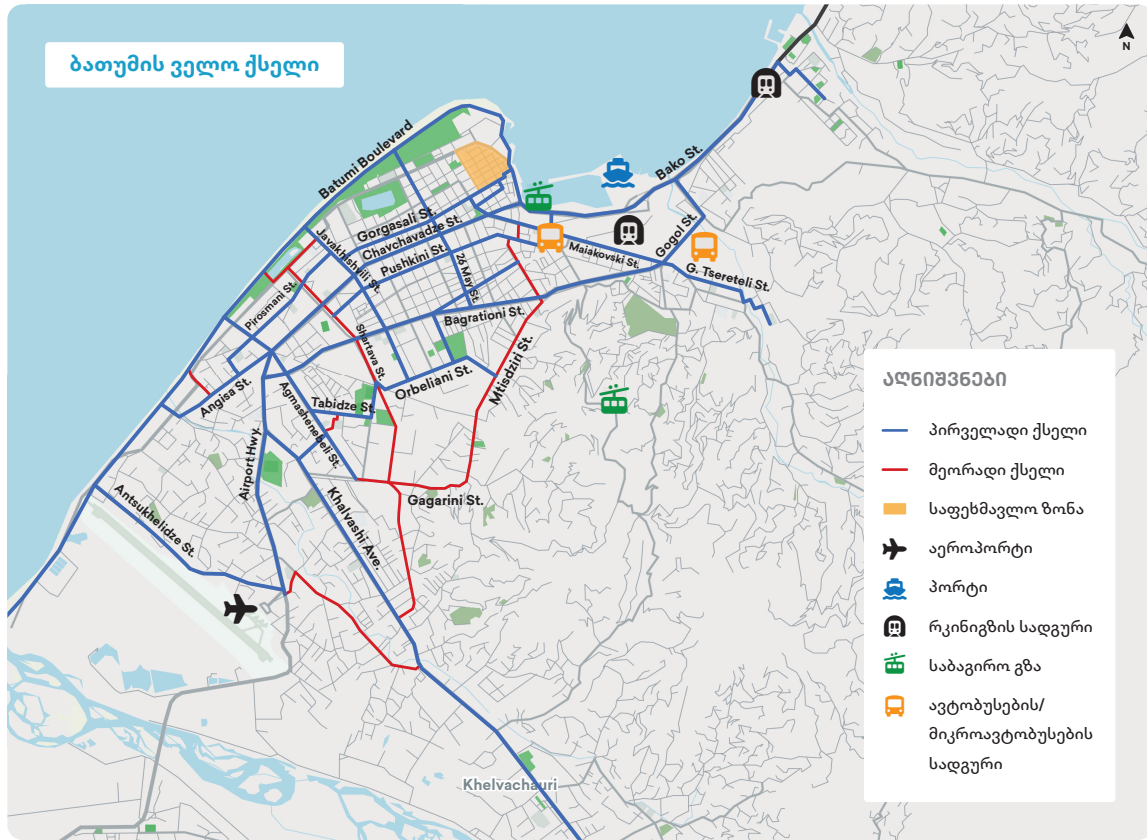 ბათუმის ველო ქსელი
N
Batumi Boulevard
Bako St.
Gorgasali St.
Chavchavadze St.
Javakhishvili St.
Pushkini St.
26 May St.
Maiakovski St.
Gogol St.
G. Tsereteli St.
Pirosmani St.
Shartava St.
Bagrationi St.
Mtisdziri St.
Orbeliani St.
Angisa St.
Tabidze St.
Agmashenebeli St.
Airport Hwy.
Gagarini St.
Khalvashi Ave.
Antsukhelidze St.
Khelvachauri
აღნიშვნები
პირველადი ქსელი
მეორადი ქსელი
საფეხმავლო ზონა
აეროპორტი
პორტი
რკინიგზის სადგური
საბაგირო გზა
ავტობუსების/
მიკროავტობუსების
სადგური